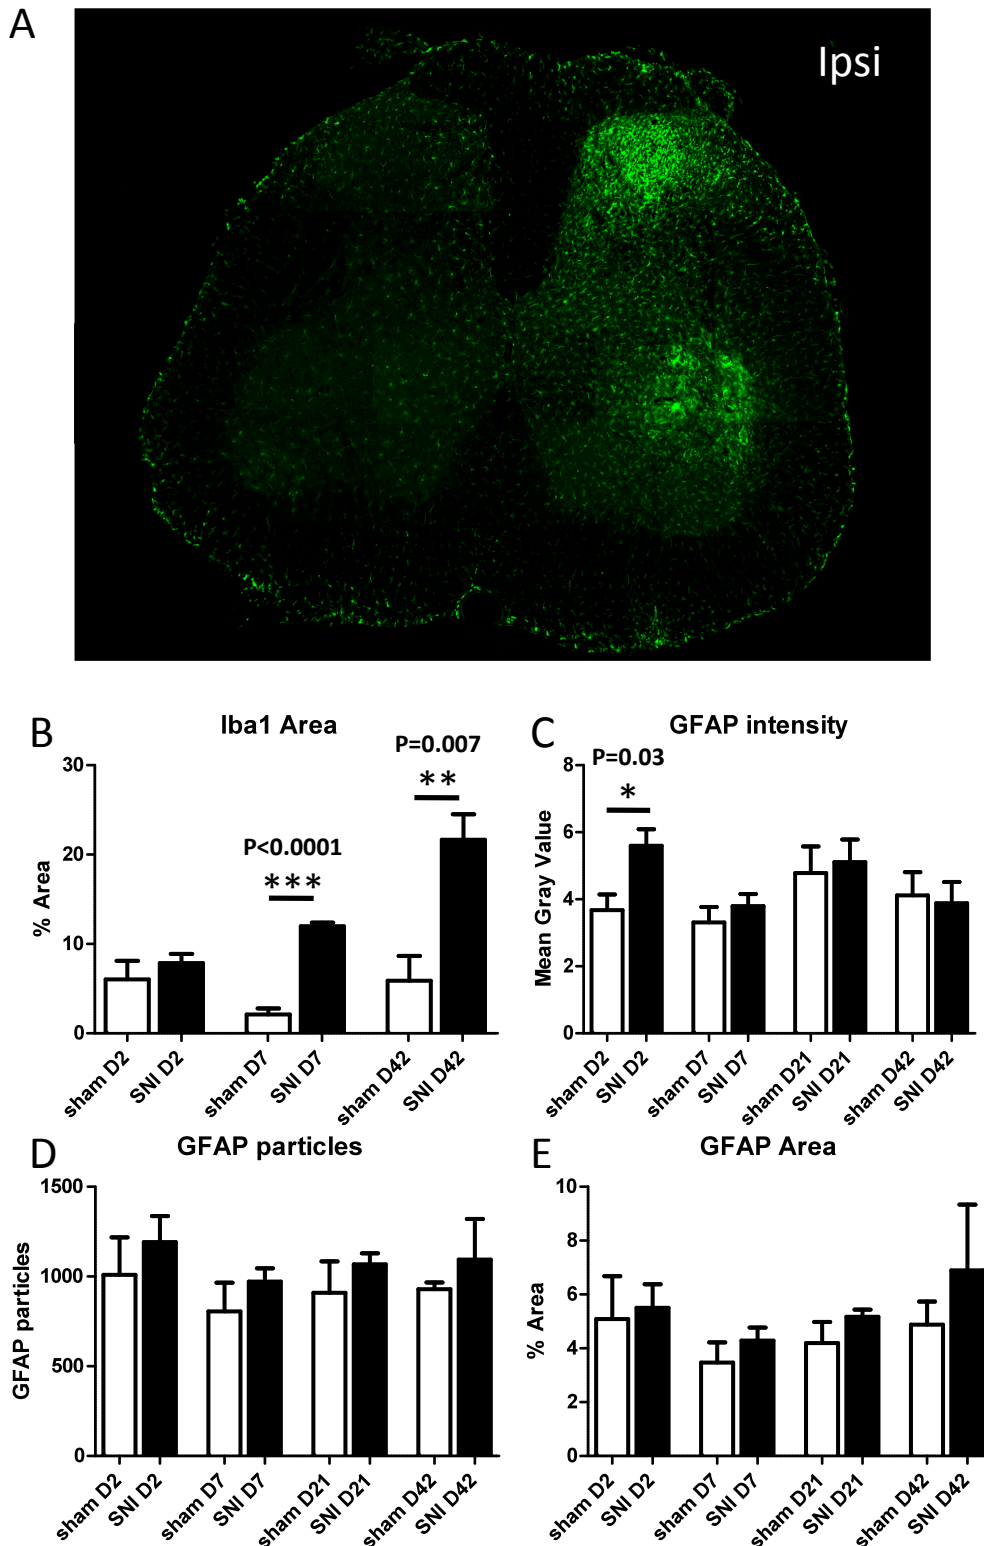 A
Ipsi
B
Iba1 Area
P=0.007
**
P<0.0001
***
30
20
10
0
% Area
sham D2
SNI D2
sham D7
SNI D7
sham D42
SNI D42
C
GFAP intensity
P=0.03
*
8
6
4
2
0
Mean Gray Value
sham D2
SNI D2
sham D7
SNI D7
sham D21
SNI D21
sham D42
SNI D42
D
GFAP particles
1500
1000
500
0
GFAP particles
sham D2
SNI D2
sham D7
SNI D7
sham D21
SNI D21
sham D42
SNI D42
E
GFAP Area
10
8
6
4
2
0
% Area
sham D2
SNI D2
sham D7
SNI D7
sham D21
SNI D21
sham D42
SNI D42